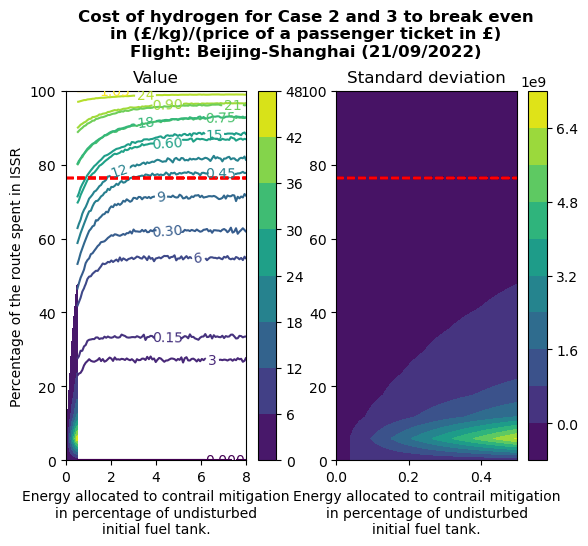 Cost of hydrogen for Case 2 and 3 to break even
in (£/kg)/(price of a passenger ticket in £)
Flight: Beijing-Shanghai (21/09/2022)
Value
Standard deviation
1e9
100
80
60
40
20
0
Percentage of the route spent in ISSR
24
0.90
21
18
0.75
15
0.60
12
0.45
9
0.30
6
0.15
3
0.000
0 2 4 6 8
48
42
36
30
24
18
12
6
0
100
80
60
40
20
0
0.0 0.2 0.4
6.4
4.8
3.2
1.6
0.0
Energy allocated to contrail mitigation
in percentage of undisturbed
initial fuel tank.
Energy allocated to contrail mitigation
in percentage of undisturbed
initial fuel tank.